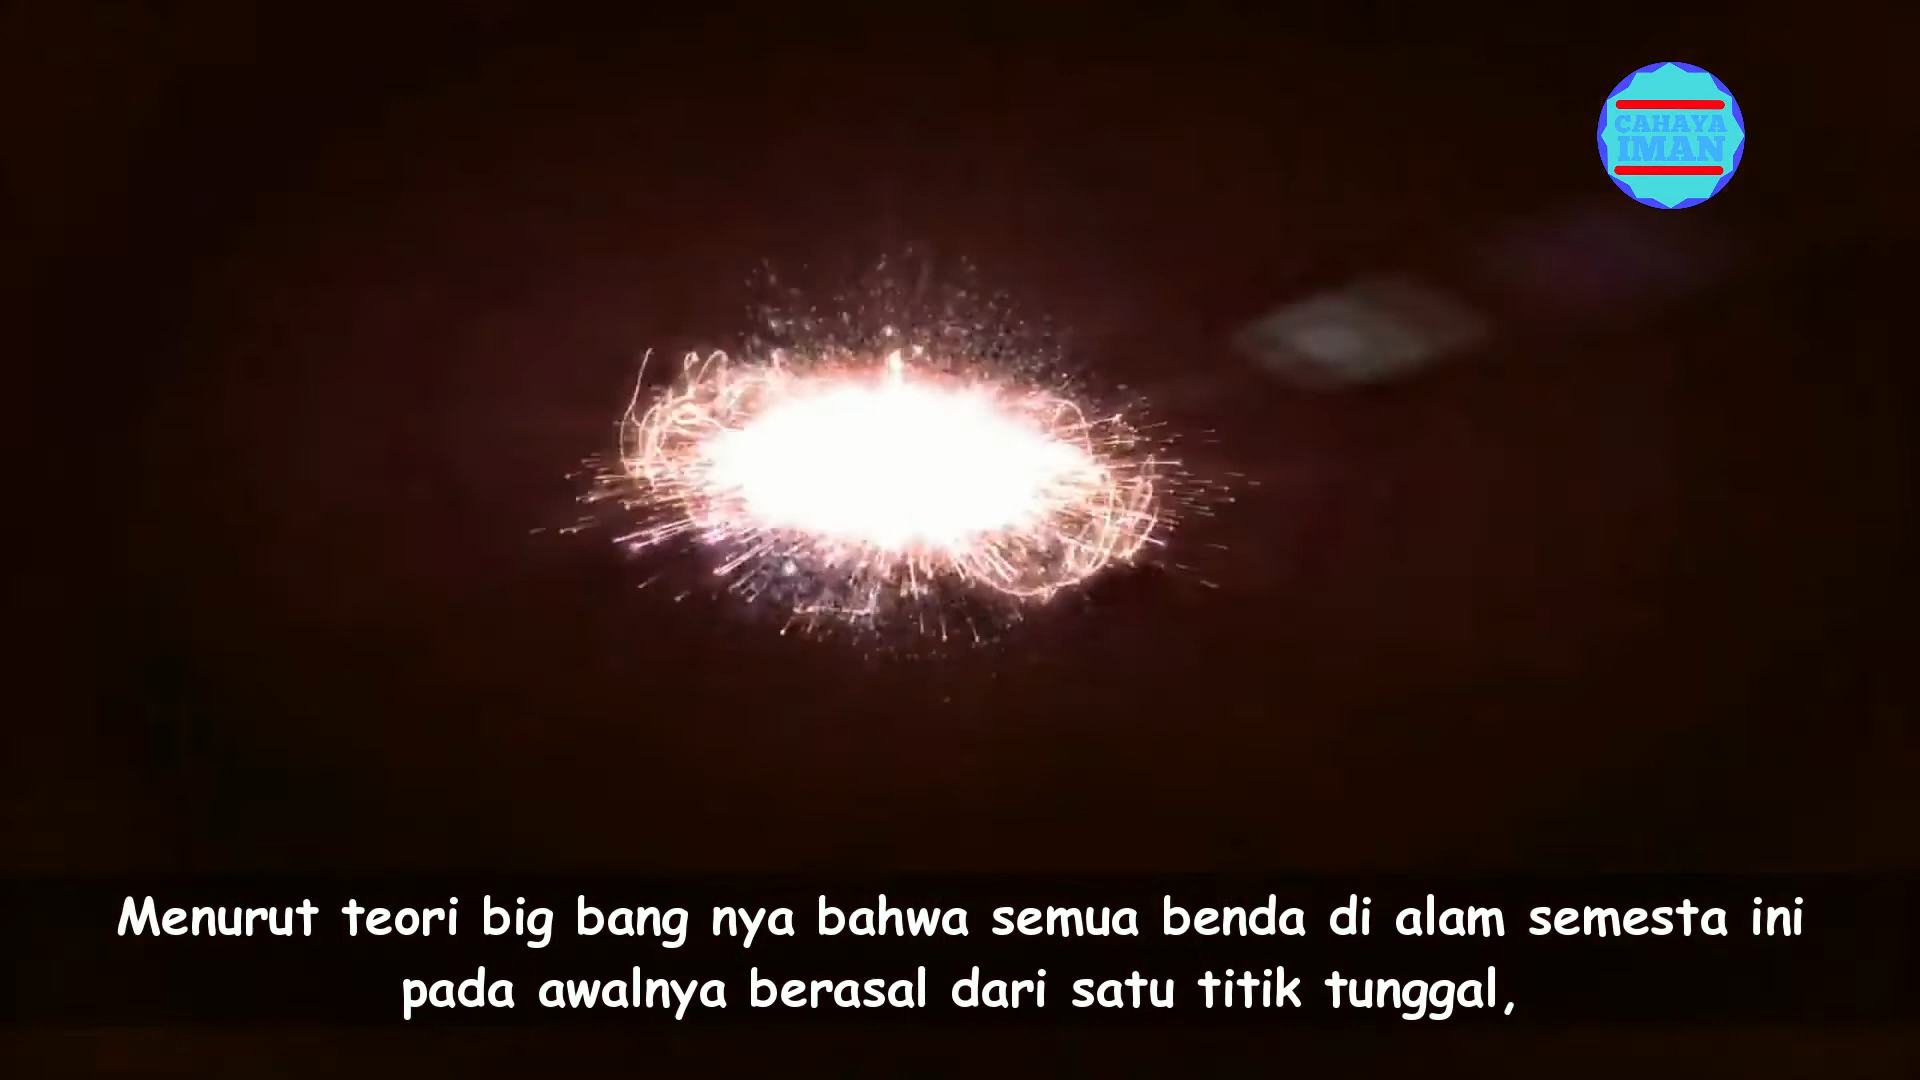 CAHAYA
IMAN
Menurut teori big bang nya bahwa semua benda di alam semesta ini
pada awalnya berasal dari satu titik tunggal,